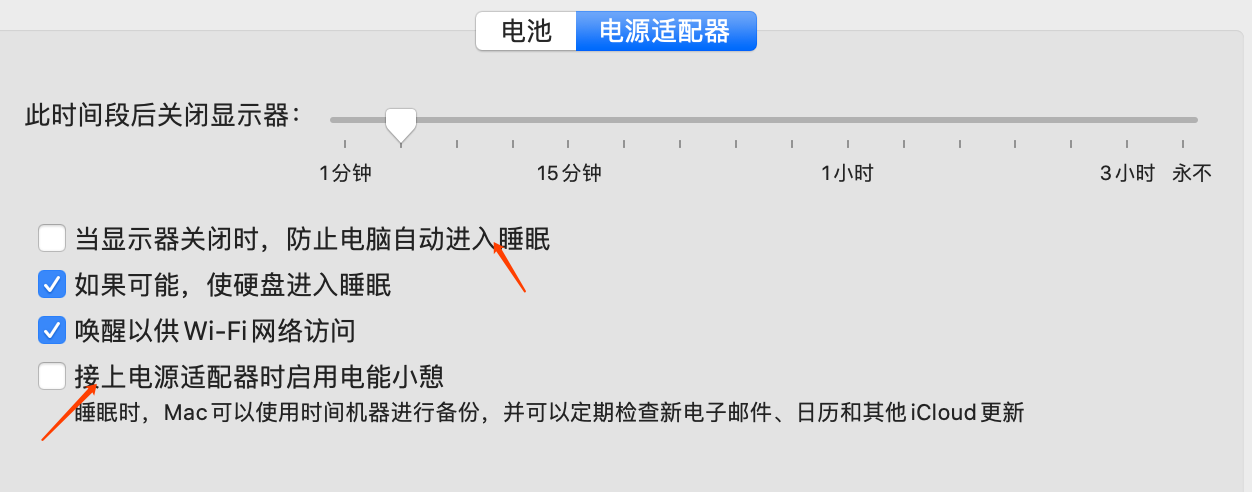 电池 电源适配器
此时间段后关闭显示器：
1分钟 15分钟 1小时 3小时 永不
当显示器关闭时，防止电脑自动进入睡眠
如果可能，使硬盘进入睡眠
唤醒以供Wi-Fi网络访问
接上电源适配器时启用电能小憩
睡眠时，Mac可以使用时间机器进行备份，并可以定期检查新电子邮件、日历和其他iCloud更新